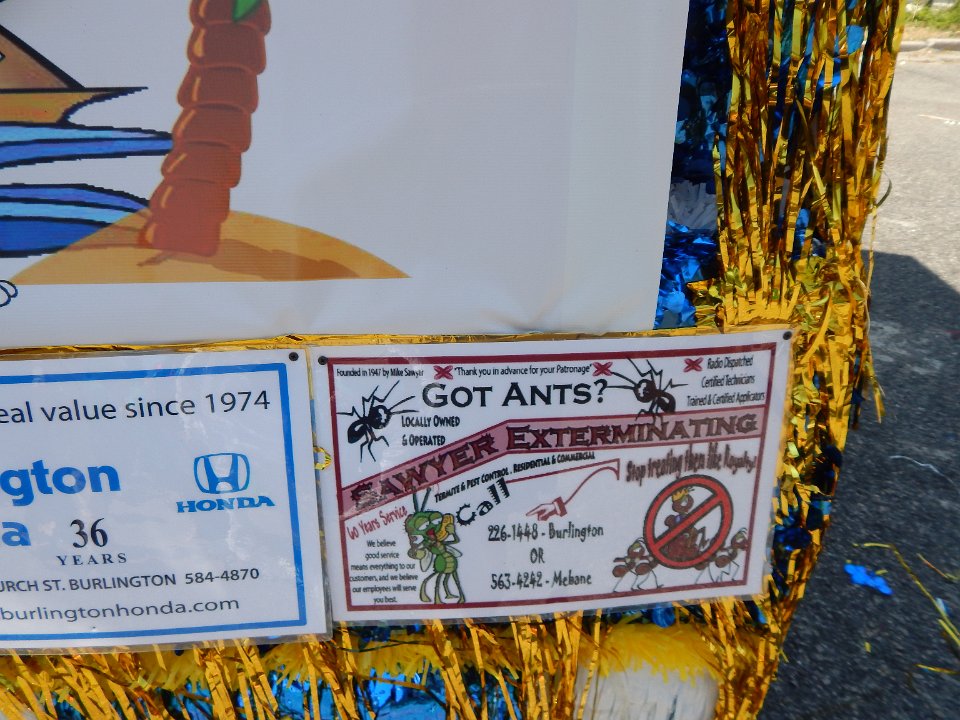 eal value since 1974
ngton
HONDA
a
36
YEARS
URCH ST. BURLINGTON 584-4870
burlingtonhonda.com
Founded in 1947 by Mike Sawyer
"Thank you in advance for your Patronage"
Radio Dispatched
Certified Technicians
Trained & Certified Applicators
GOT ANTS?
LOCALLY OWNED
& OPERATED
SAWYER EXTERMINATING
TERMITE & PEST CONTROL . RESIDENTIAL & COMMERCIAL
Stop treating them like Royalty!
60 Years Service
Call
We believe
good service
means everything to our
customers, and we believe
our employees will serve
you best.
226-1448 - Burlington
OR
563-4242 - Mebane